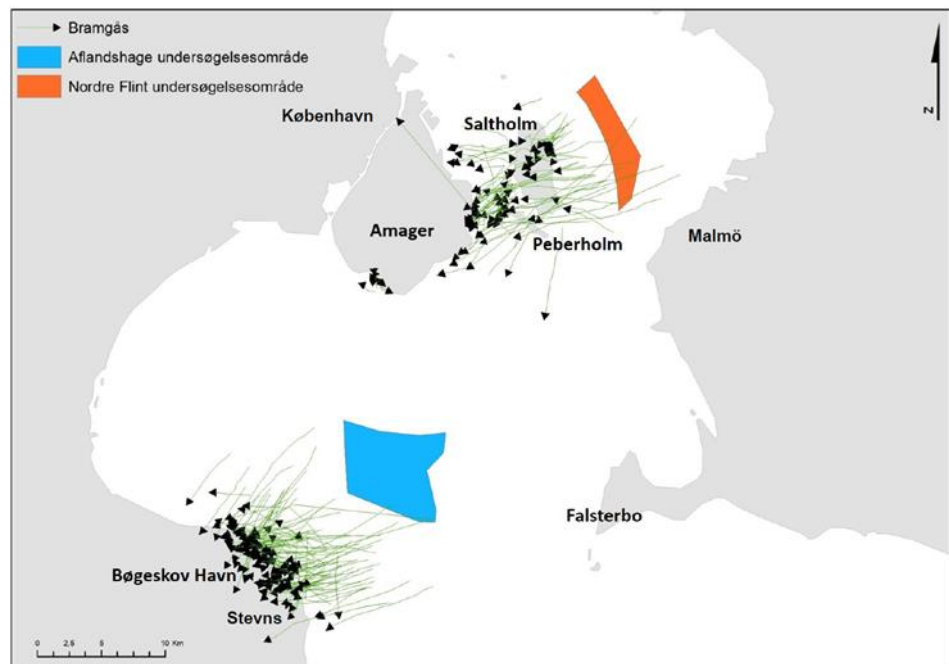 Bramgås
Aflandshage undersøgelsesområde
Nordre Flint undersøgelsesområde
N
København
Saltholm
Amager
Peberholm
Malmö
Falsterbo
Bøgeskov Havn
Stevns
0 2,5 5 10 Km